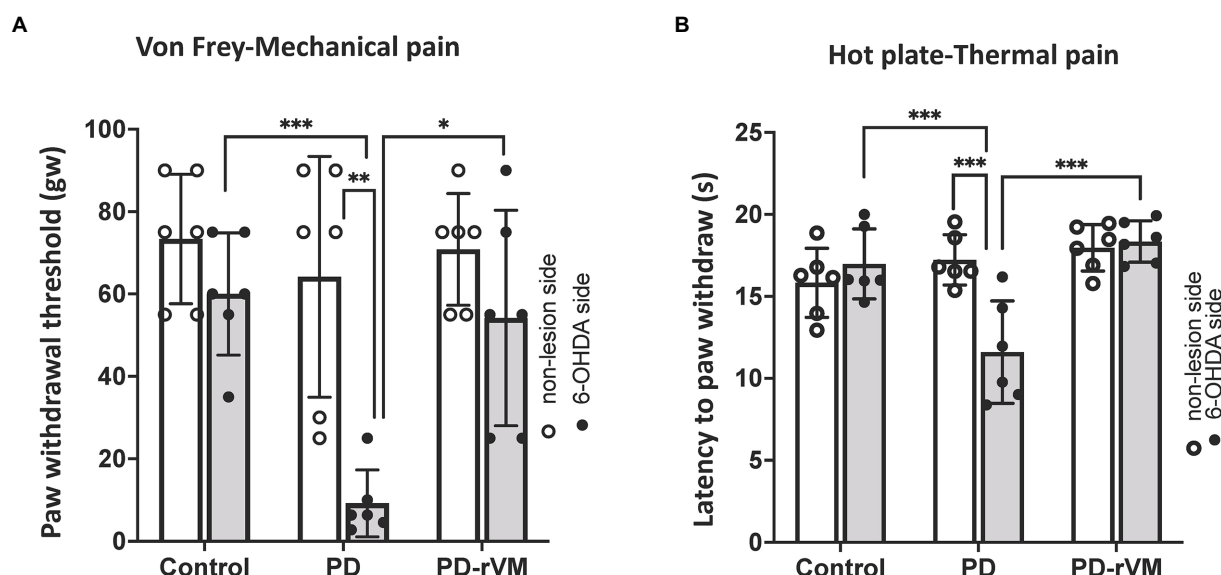 A
Von Frey-Mechanical pain
Paw withdrawal threshold (gw)
100
80
60
40
20
0
***
**
*
Control
PD
PD-rVM
non-lesion side
6-OHDA side
B
Hot plate-Thermal pain
Latency to paw withdraw (s)
25
20
15
10
5
0
***
***
***
Control
PD
PD-rVM
non-lesion side
6-OHDA side